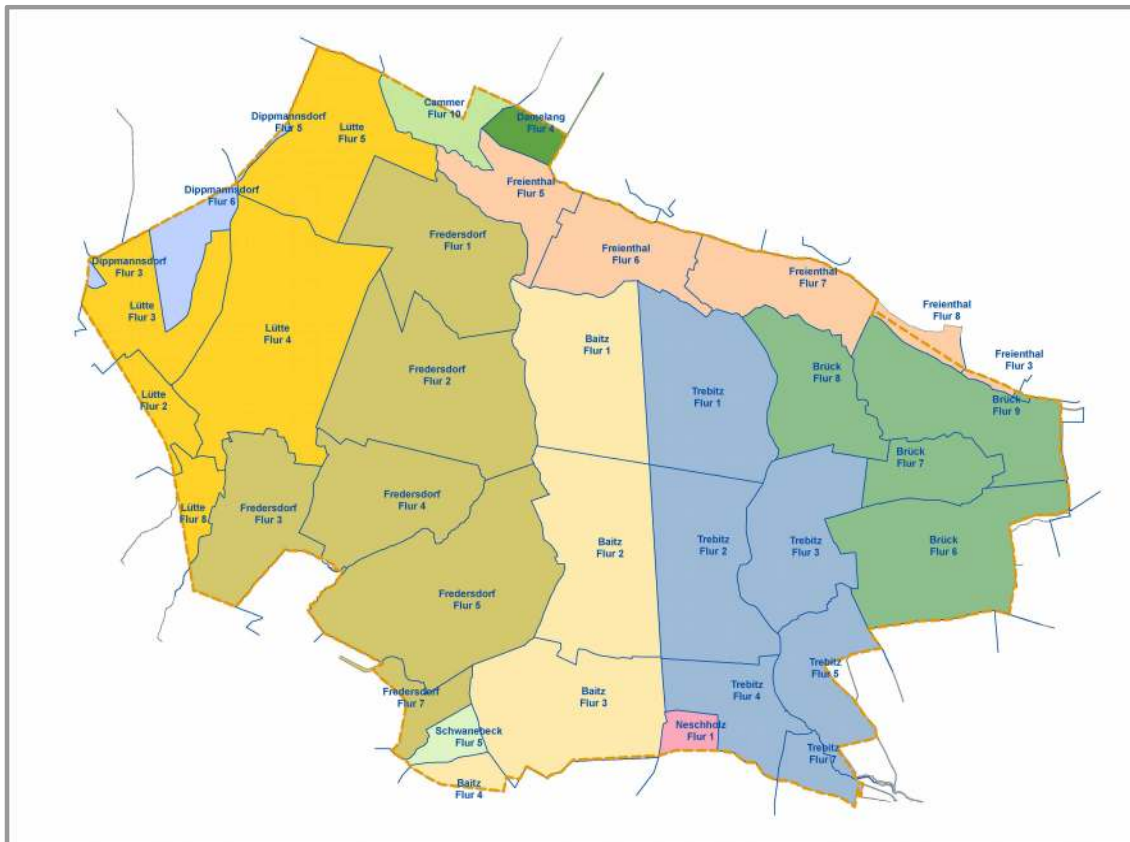 Cammer
Flur 10
Damelang
Flur 4
Dippmannsdorf
Flur 5
Lütte
Flur 5
Dippmannsdorf
Flur 6
Freienthal
Flur 5
Fredersdorf
Flur 1
Freienthal
Flur 6
Dippmannsdorf
Flur 3
Freienthal
Flur 7
Lütte
Flur 3
Freienthal
Flur 8
Lütte
Flur 4
Baitz
Flur 1
Freienthal
Flur 3
Fredersdorf
Flur 2
Brück
Flur 8
Lütte
Flur 2
Trebitz
Flur 1
Brück
Flur 9
Brück
Flur 7
Fredersdorf
Flur 4
Lütte
Flur 8
Fredersdorf
Flur 3
Baitz
Flur 2
Trebitz
Flur 2
Trebitz
Flur 3
Brück
Flur 6
Fredersdorf
Flur 5
Trebitz
Flur 5
Fredersdorf
Flur 7
Baitz
Flur 3
Trebitz
Flur 4
Neschholz
Flur 1
Schwanebeck
Flur 5
Trebitz
Flur 7
Baitz
Flur 4